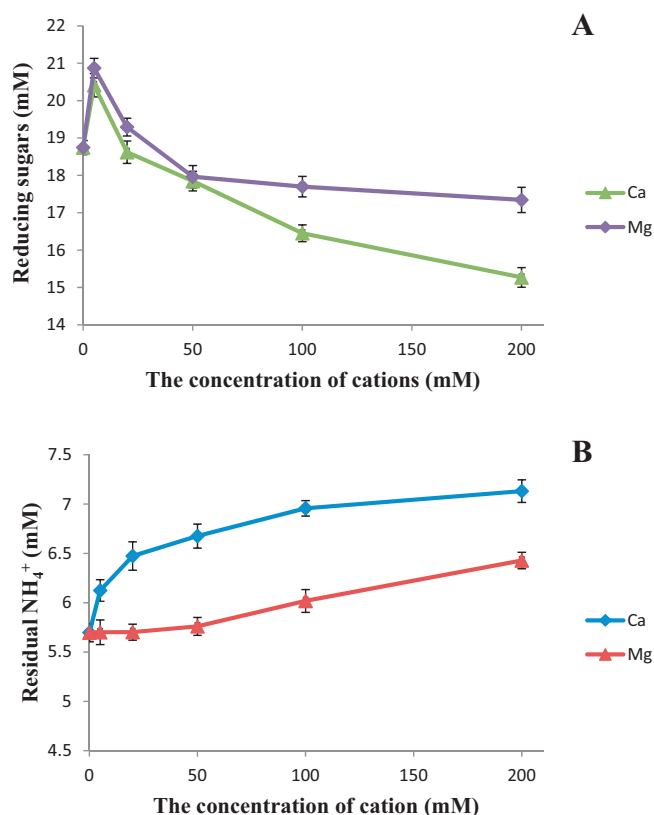 A
22
21
20
19
18
17
16
15
14
Reducing sugars (mM)
0
50
100
150
200
The concentration of cations (mM)
Ca
Mg
B
7.5
7
6.5
6
5.5
5
4.5
Residual NH₄⁺ (mM)
0
50
100
150
200
The concentration of cation (mM)
Ca
Mg